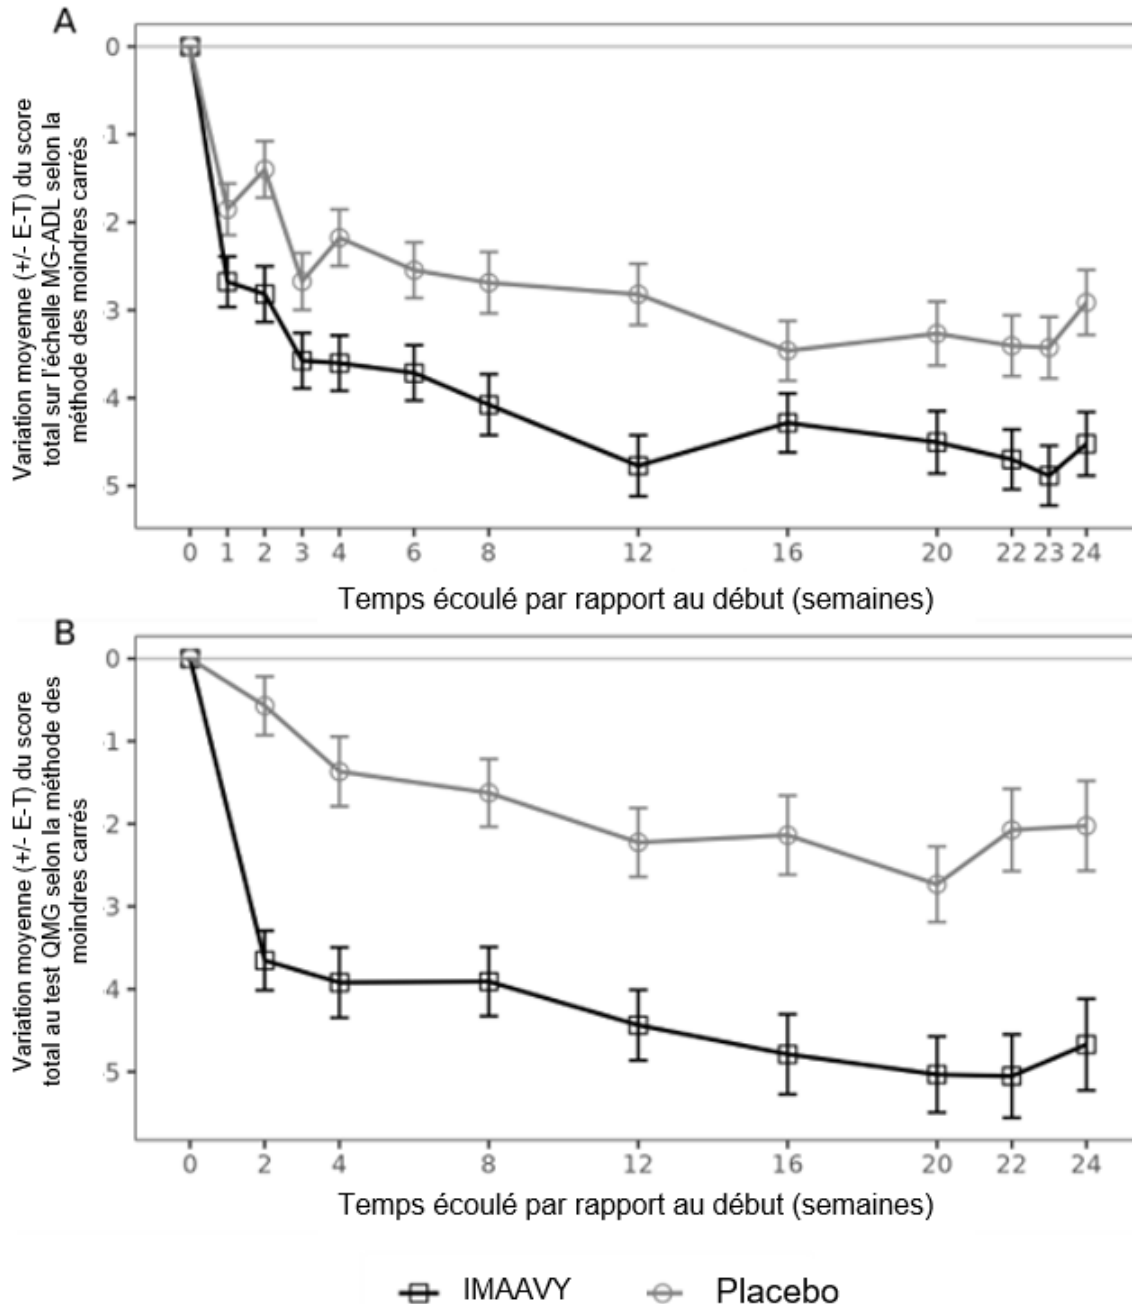 A
Variation moyenne (+/- E-T) du score
total sur l'échelle MG-ADL selon la
méthode des moindres carrés
0
-1
-2
-3
-4
-5
0 1 2 3 4 6 8 12 16 20 22 23 24
Temps écoulé par rapport au début (semaines)
B
Variation moyenne (+/- E-T) du score
total au test QMG selon la méthode des
moindres carrés
0
-1
-2
-3
-4
-5
0 2 4 8 12 16 20 22 24
Temps écoulé par rapport au début (semaines)
IMAAVY Placebo